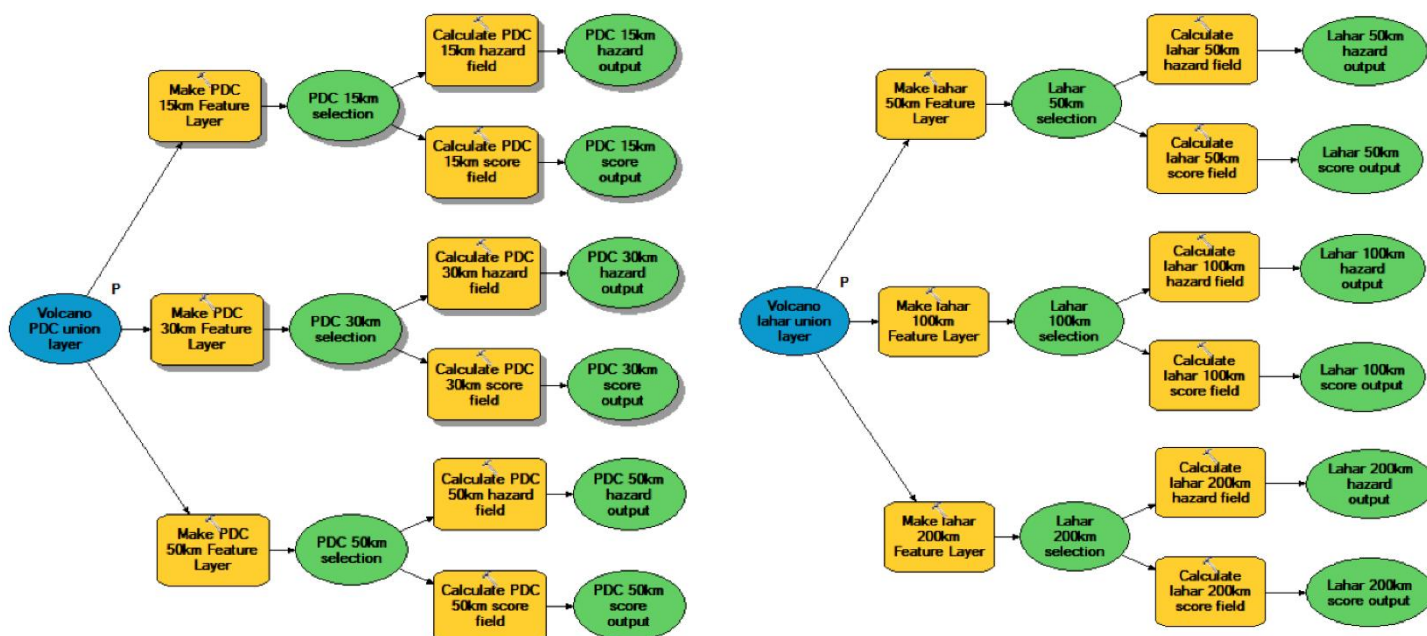 Calculate PDC
15km hazard
field
PDC 15km
hazard
output
Make PDC
15km Feature
Layer
PDC 15km
selection
Calculate PDC
15km score
field
PDC 15km
score
output
P
Volcano
PDC union
layer
Calculate PDC
30km hazard
field
PDC 30km
hazard
output
Make PDC
30km Feature
Layer
PDC 30km
selection
Calculate PDC
30km score
field
PDC 30km
score
output
Calculate PDC
50km hazard
field
PDC 50km
hazard
output
Make PDC
50km Feature
Layer
PDC 50km
selection
Calculate PDC
50km score
field
PDC 50km
score
output
Calculate
lahar 50km
hazard field
Lahar 50km
hazard
output
Make lahar
50km Feature
Layer
Lahar
50km
selection
Calculate
lahar 50km
score field
Lahar 50km
score output
P
Volcano
lahar union
layer
Calculate
lahar 100km
hazard field
Lahar 100km
hazard
output
Make lahar
100km
Feature Layer
Lahar
100km
selection
Calculate
lahar 100km
score field
Lahar 100km
score output
Calculate
lahar 200km
hazard field
Lahar 200km
hazard
output
Make lahar
200km
Feature Layer
Lahar
200km
selection
Calculate
lahar 200km
score field
Lahar 200km
score output